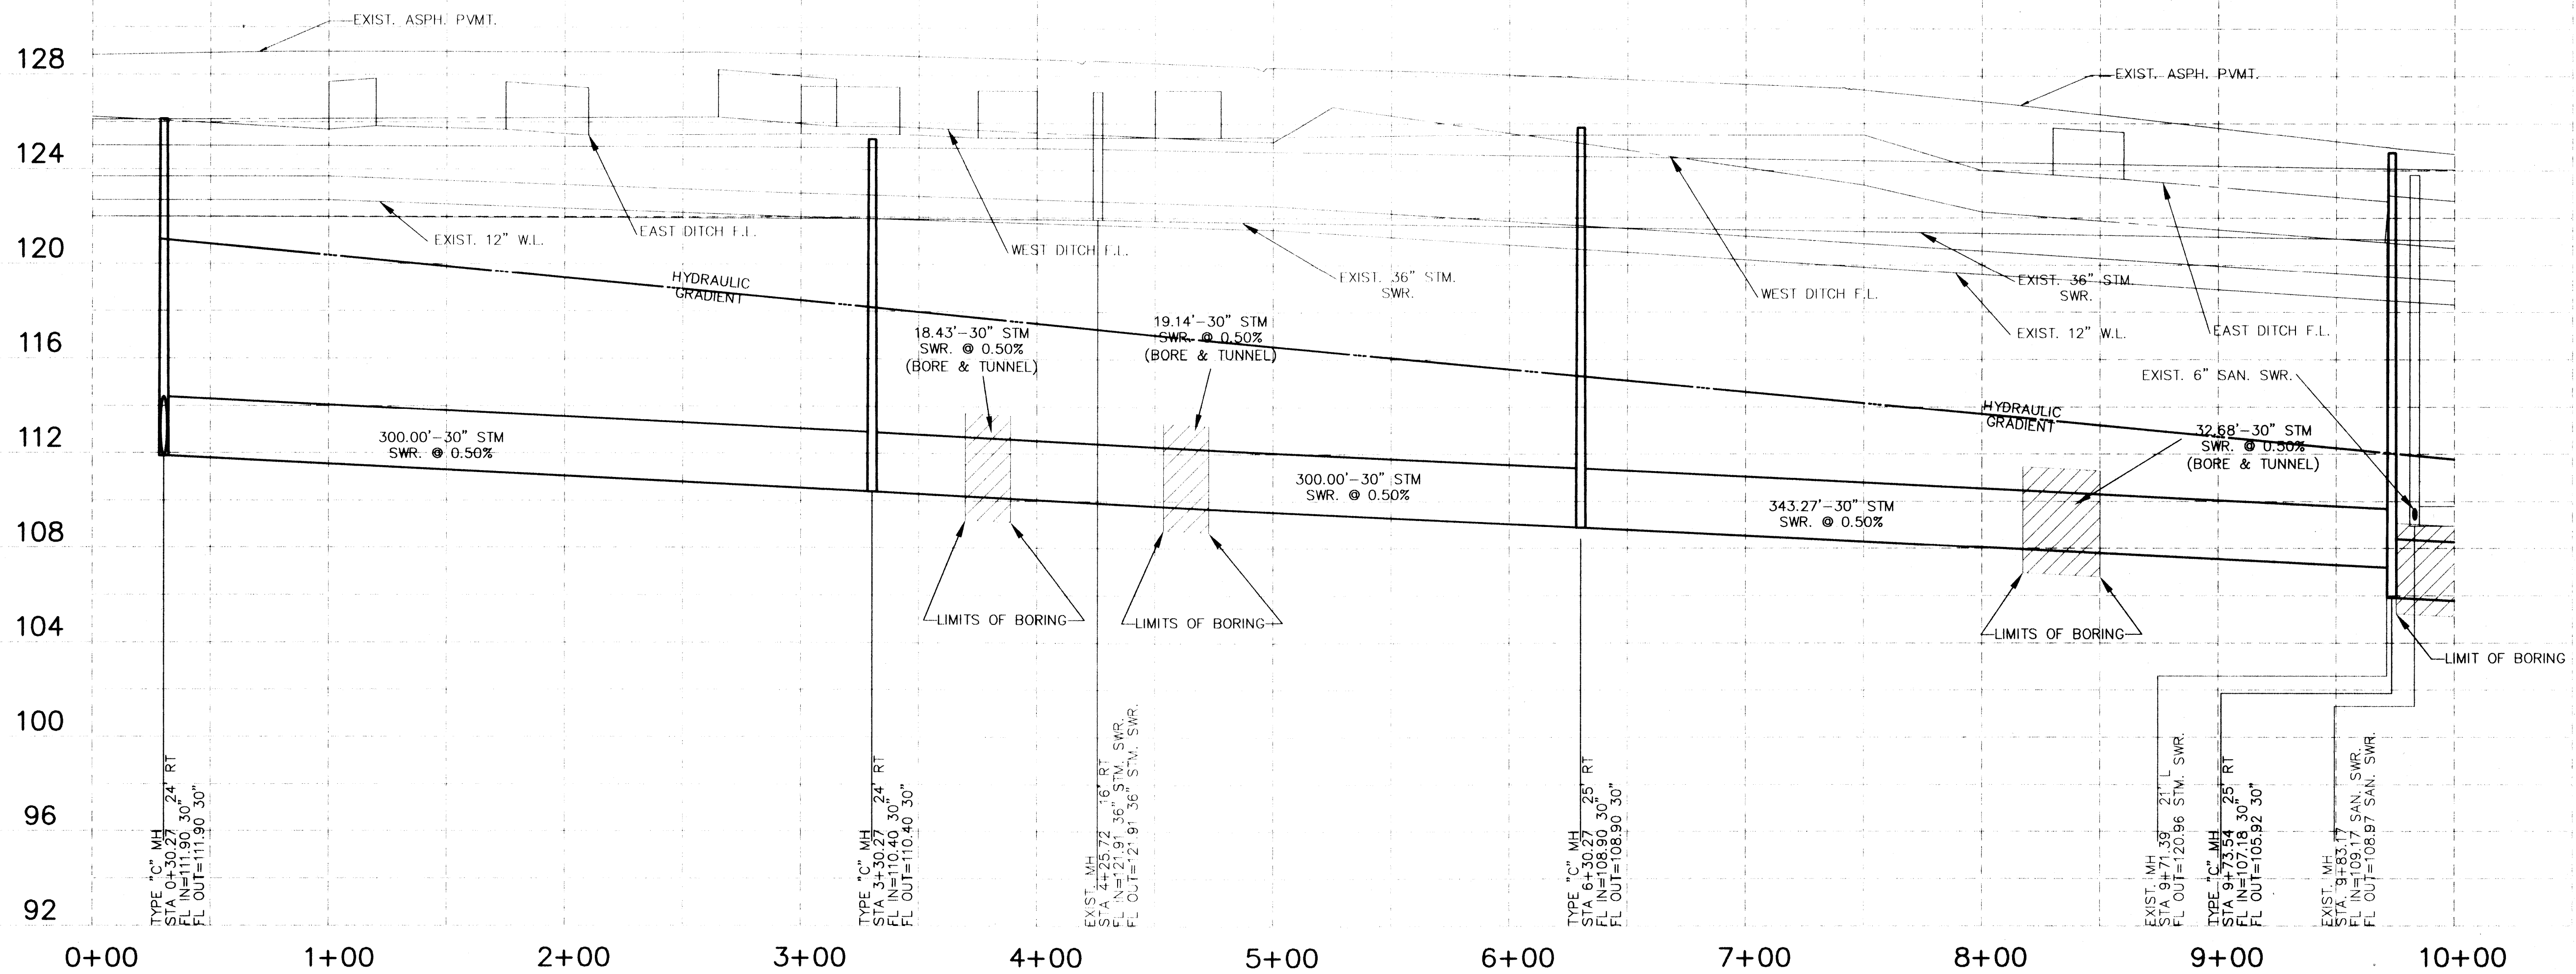 EXIST. ASPH. PVMT.
128
EXIST. ASPH. PVMT.
124
EAST DITCH F.L.
EXIST. 12" W.L.
WEST DITCH F.L.
120
EXIST. 36" STM.
SWR.
EXIST. 36" STM.
SWR.
WEST DITCH F.L.
HYDRAULIC
GRADIENT
EXIST. 12" W.L.
EAST DITCH F.L.
116
18.43'-30" STM
SWR. @ 0.50%
(BORE & TUNNEL)
19.14'-30" STM
SWR. @ 0.50%
(BORE & TUNNEL)
EXIST. 6" SAN. SWR.
HYDRAULIC
GRADIENT
112
300.00'-30" STM
SWR. @ 0.50%
32.68'-30" STM
SWR. @ 0.50%
(BORE & TUNNEL)
300.00'-30" STM
SWR. @ 0.50%
343.27'-30" STM
SWR. @ 0.50%
108
LIMITS OF BORING
LIMITS OF BORING
LIMITS OF BORING
104
LIMIT OF BORING
100
96
92
TYPE "C" MH
STA 0+30.27 24' RT
FL IN=111.90 30"
FL OUT=111.90 30"
TYPE "C" MH
STA 3+30.27 24' RT
FL IN=110.40 30"
FL OUT=110.40 30"
EXIST. MH
STA 4+25.72 16' RT
FL IN=121.91 36" STM. SWR.
FL OUT=121.91 36" STM. SWR.
TYPE "C" MH
STA 6+30.27 25' RT
FL IN=108.90 30"
FL OUT=108.90 30"
EXIST. MH
STA 9+71.39 21' L
FL OUT=120.96 STM. SWR.
TYPE "C" MH
STA 9+73.54 25' RT
FL IN=107.18 30"
FL OUT=105.92 30"
EXIST. MH
STA. 9+83.17
FL IN=109.17 SAN. SWR.
FL OUT=108.97 SAN. SWR.
0+00 1+00 2+00 3+00 4+00 5+00 6+00 7+00 8+00 9+00 10+00